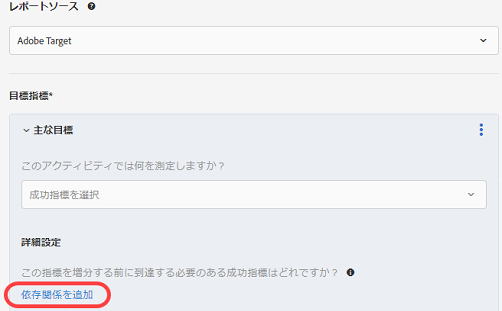 レポートソース
Adobe Target
目標指標*
主な目標
このアクティビティでは何を測定しますか？
成功指標を選択
詳細設定
この指標を増分する前に到達する必要のある成功指標はどれですか？
依存関係を追加